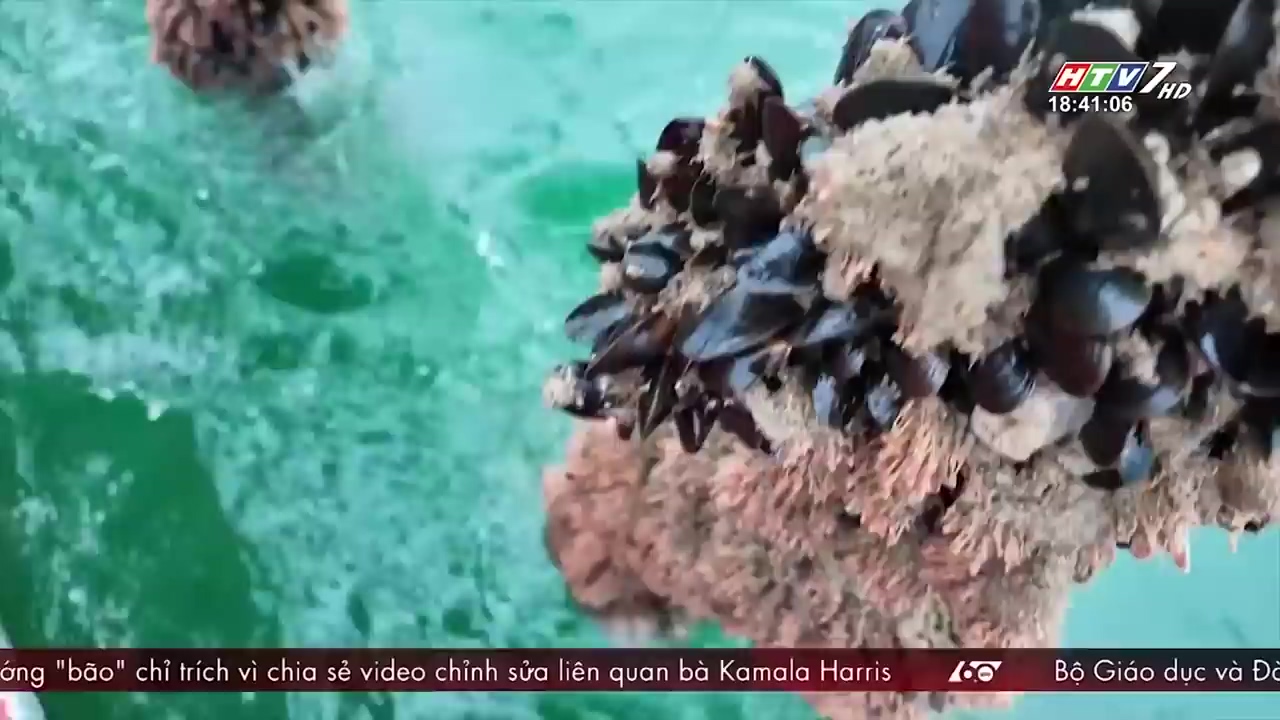 HTV7 HD
18:41:06
ớng "bão" chỉ trích vì chia sẻ video chỉnh sửa liên quan bà Kamala Harris 60 Bộ Giáo dục và Đà